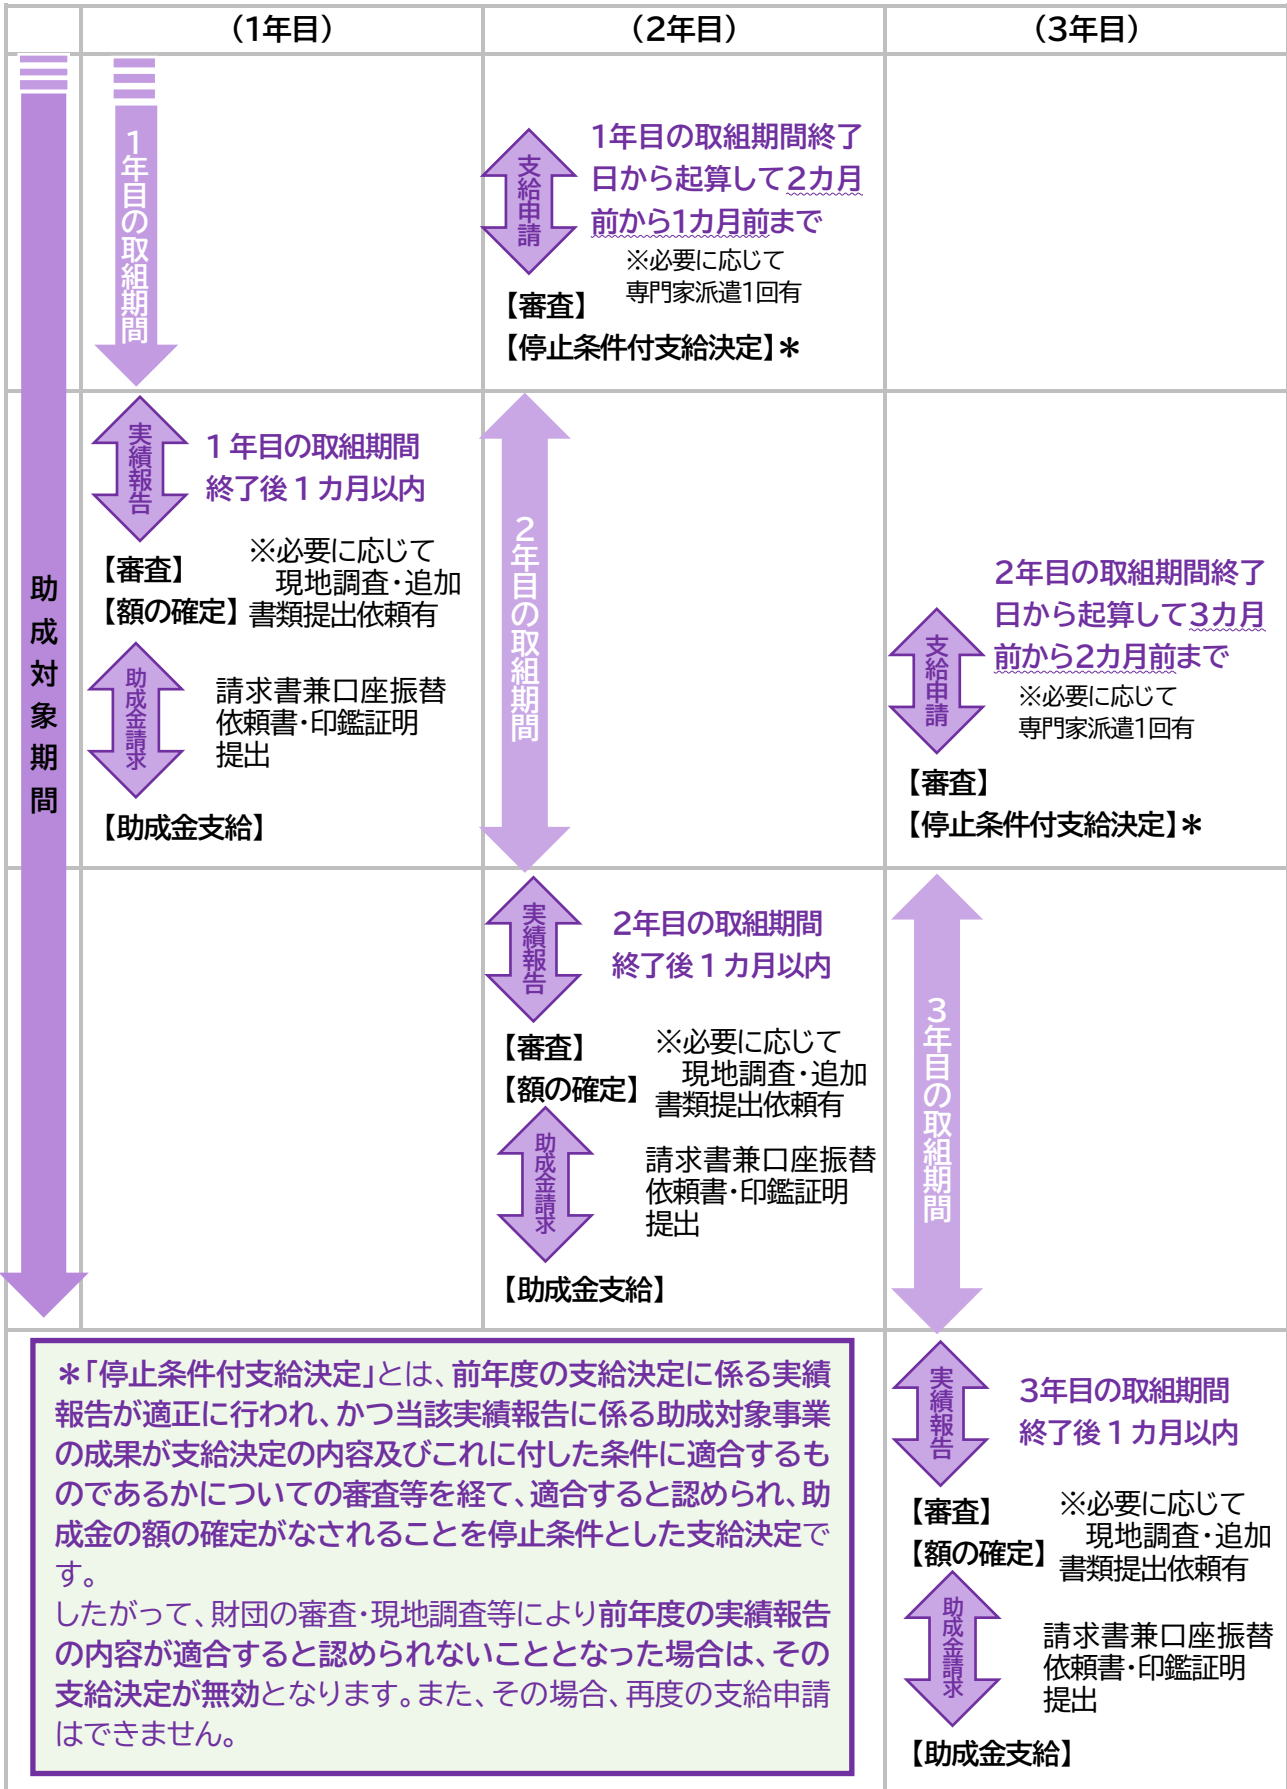 (1年目)
(2年目)
(3年目)
助成対象期間
1年目の取組期間
支給申請
1年目の取組期間終了
日から起算して2カ月
前から1カ月前まで
※必要に応じて
専門家派遣1回有
【審査】
【停止条件付支給決定】＊
実績報告
1年目の取組期間
終了後1カ月以内
【審査】
【額の確定】
※必要に応じて
現地調査・追加
書類提出依頼有
助成金請求
請求書兼口座振替
依頼書・印鑑証明
提出
【助成金支給】
2年目の取組期間
支給申請
2年目の取組期間終了
日から起算して3カ月
前から2カ月前まで
※必要に応じて
専門家派遣1回有
【審査】
【停止条件付支給決定】＊
実績報告
2年目の取組期間
終了後1カ月以内
【審査】
【額の確定】
※必要に応じて
現地調査・追加
書類提出依頼有
助成金請求
請求書兼口座振替
依頼書・印鑑証明
提出
【助成金支給】
3年目の取組期間
＊「停止条件付支給決定」とは、前年度の支給決定に係る実績
報告が適正に行われ、かつ当該実績報告に係る助成対象事業
の成果が支給決定の内容及びこれに付した条件に適合するも
のであるかについての審査等を経て、適合すると認められ、助
成金の額の確定がなされることを停止条件とした支給決定で
す。
したがって、財団の審査・現地調査等により前年度の実績報告
の内容が適合すると認められないこととなった場合は、その
支給決定が無効となります。また、その場合、再度の支給申請
はできません。
実績報告
3年目の取組期間
終了後1カ月以内
【審査】
【額の確定】
※必要に応じて
現地調査・追加
書類提出依頼有
助成金請求
請求書兼口座振替
依頼書・印鑑証明
提出
【助成金支給】